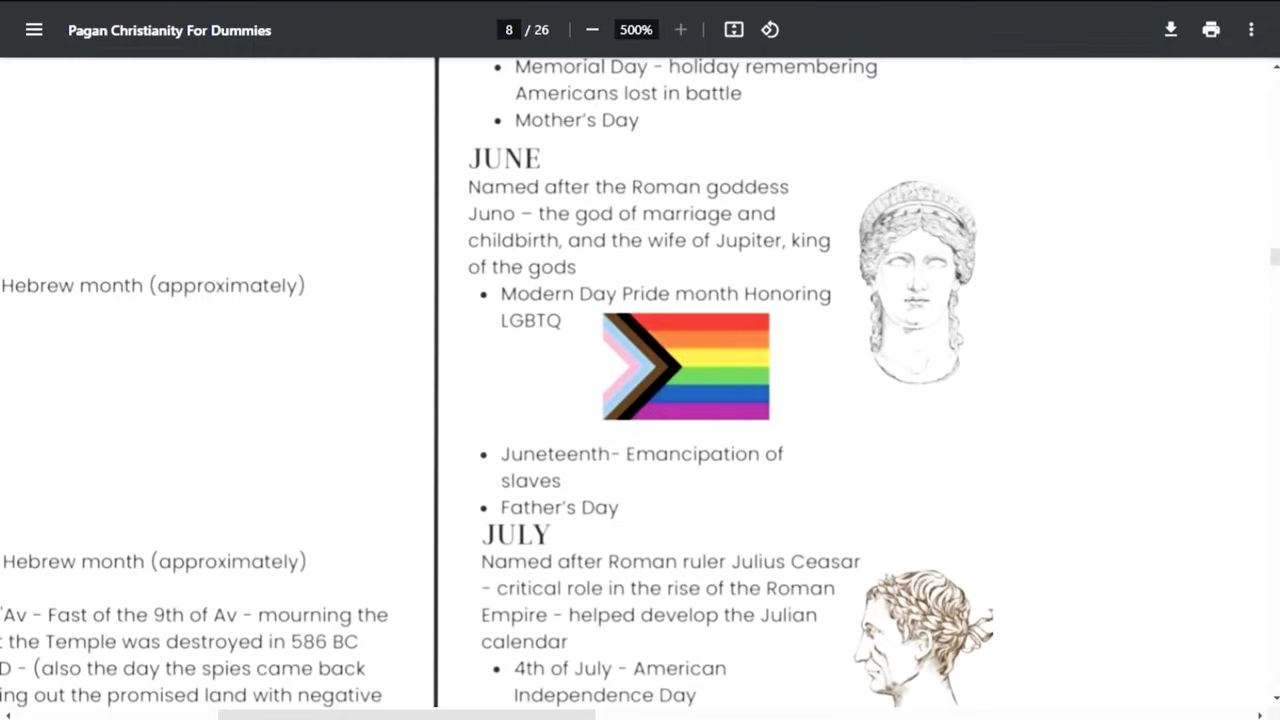 Pagan Christianity For Dummies
8 / 26
500%
Hebrew month (approximately)
Hebrew month (approximately)
'Av - Fast of the 9th of Av - mourning the
the Temple was destroyed in 586 BC
D - (also the day the spies came back
ing out the promised land with negative
• Memorial Day - holiday remembering
Americans lost in battle
• Mother's Day
JUNE
Named after the Roman goddess
Juno – the god of marriage and
childbirth, and the wife of Jupiter, king
of the gods
• Modern Day Pride month Honoring
LGBTQ
• Juneteenth- Emancipation of
slaves
• Father's Day
JULY
Named after Roman ruler Julius Ceasar
- critical role in the rise of the Roman
Empire - helped develop the Julian
calendar
• 4th of July - American
Independence Day